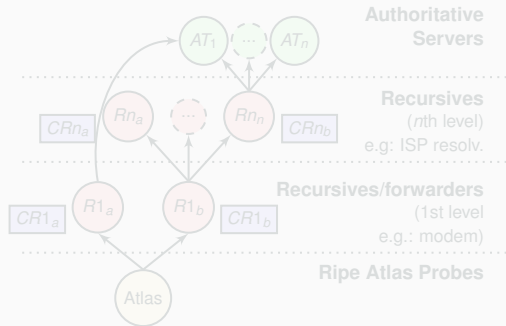 Authoritative
Servers
AT1 ... ATn
Recursives
(nth level)
e.g: ISP resolv.
CRna Rna ... Rnn CRnb
Recursives/forwarders
(1st level
e.g.: modem)
CR1a R1a R1b CR1b
Ripe Atlas Probes
Atlas